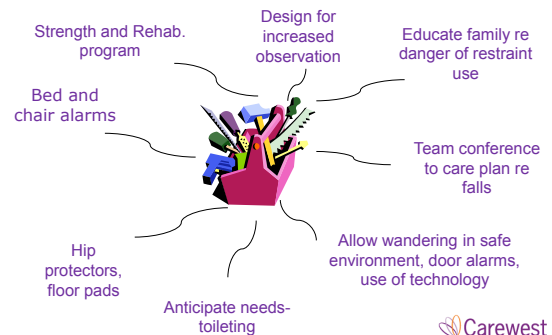 Strength and Rehab.
program
Design for
increased
observation
Educate family re
danger of restraint
use
Bed and
chair alarms
Team conference
to care plan re
falls
Hip
protectors,
floor pads
Allow wandering in safe
environment, door alarms,
use of technology
Anticipate needs-
toileting
Carewest